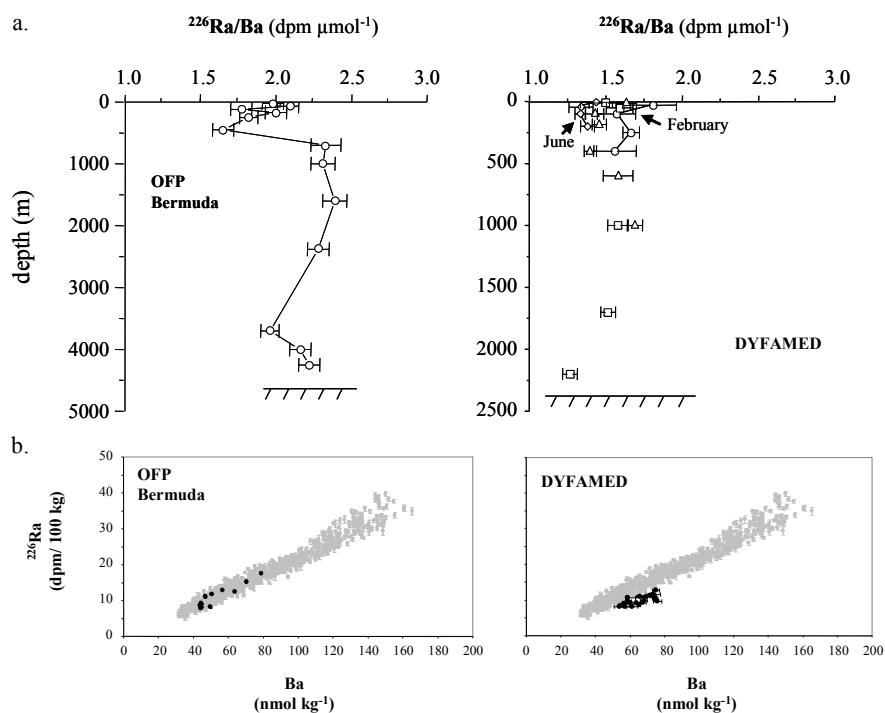 a.
²²⁶Ra/Ba (dpm µmol⁻¹)
1.0 1.5 2.0 2.5 3.0
0
1000
2000
3000
4000
5000
depth (m)
OFP
Bermuda
²²⁶Ra/Ba (dpm µmol⁻¹)
1.0 1.5 2.0 2.5 3.0
0
500
1000
1500
2000
2500
June
February
DYFAMED
b.
50
40
30
20
10
0
²²⁶Ra
(dpm/ 100 kg)
OFP
Bermuda
0 20 40 60 80 100 120 140 160 180 200
Ba
(nmol kg⁻¹)
DYFAMED
0 20 40 60 80 100 120 140 160 180 200
Ba
(nmol kg⁻¹)